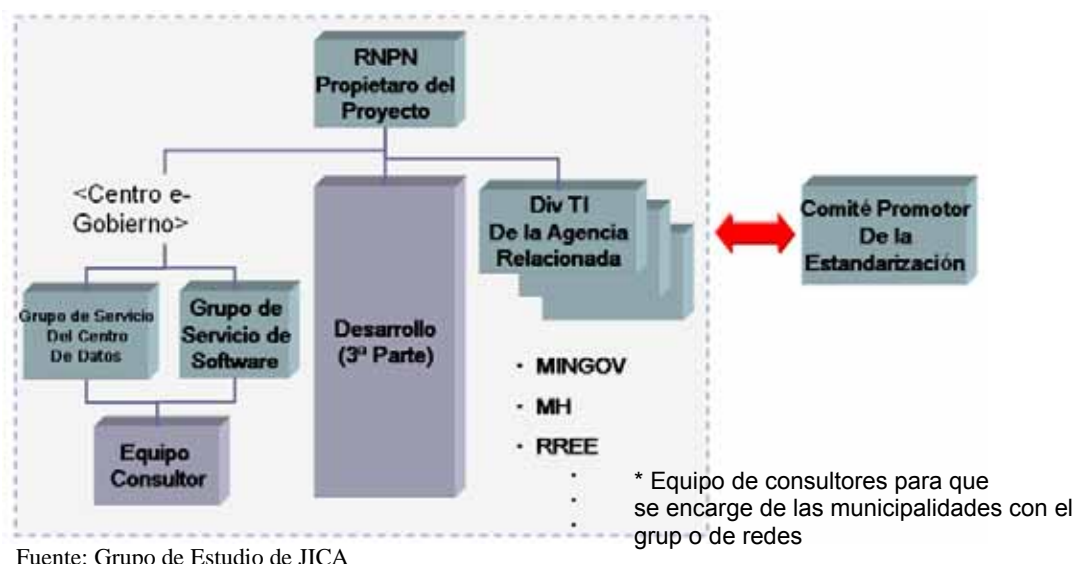 RNPN
Propietaro del
Proyecto
<Centro e-
Gobierno>
Grupo de Servicio
Del Centro
De Datos
Grupo de
Servicio de
Software
Equipo
Consultor
Desarrollo
(3ª Parte)
Div TI
De la Agencia
Relacionada
· MINGOV
· MH
· RREE
·
·
·
Comité Promotor
De la
Estandarización
* Equipo de consultores para que
se encarge de las municipalidades con el
grup o de redes
Fuente: Grupo de Estudio de JICA